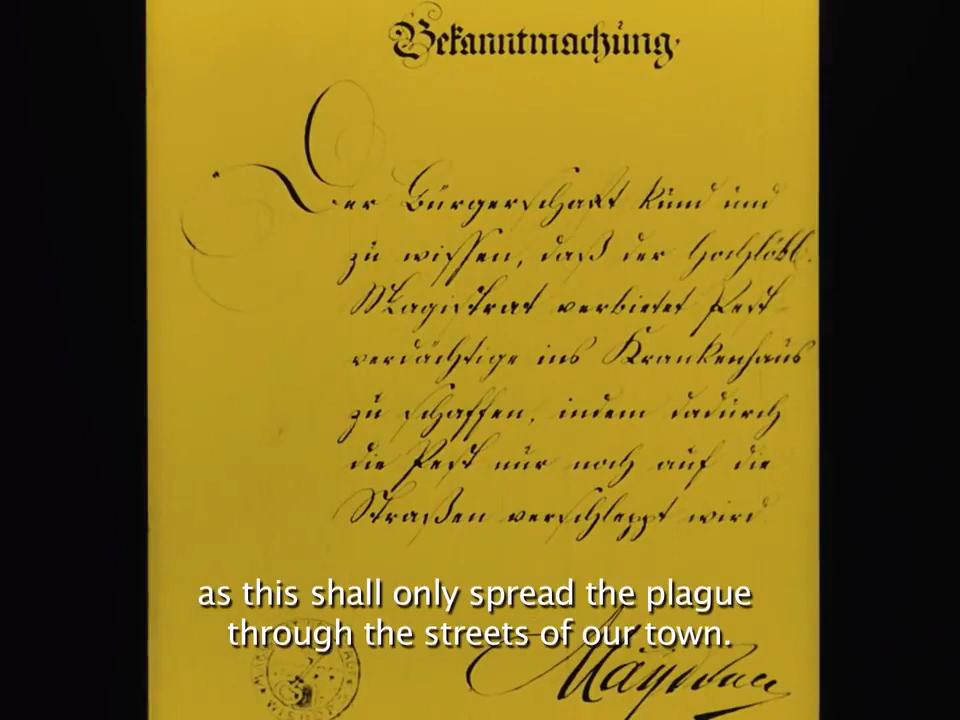 Bekanntmachung.
Der Bürgerschaft kund und
zu wissen, daß der Hochlöbl.
Magistrat verbietet Pest-
verdächtige ins Krankenhaus
zu schaffen, indem dadurch
die Pest nur noch auf die
Straßen verschleppt wird
as this shall only spread the plague
through the streets of our town.